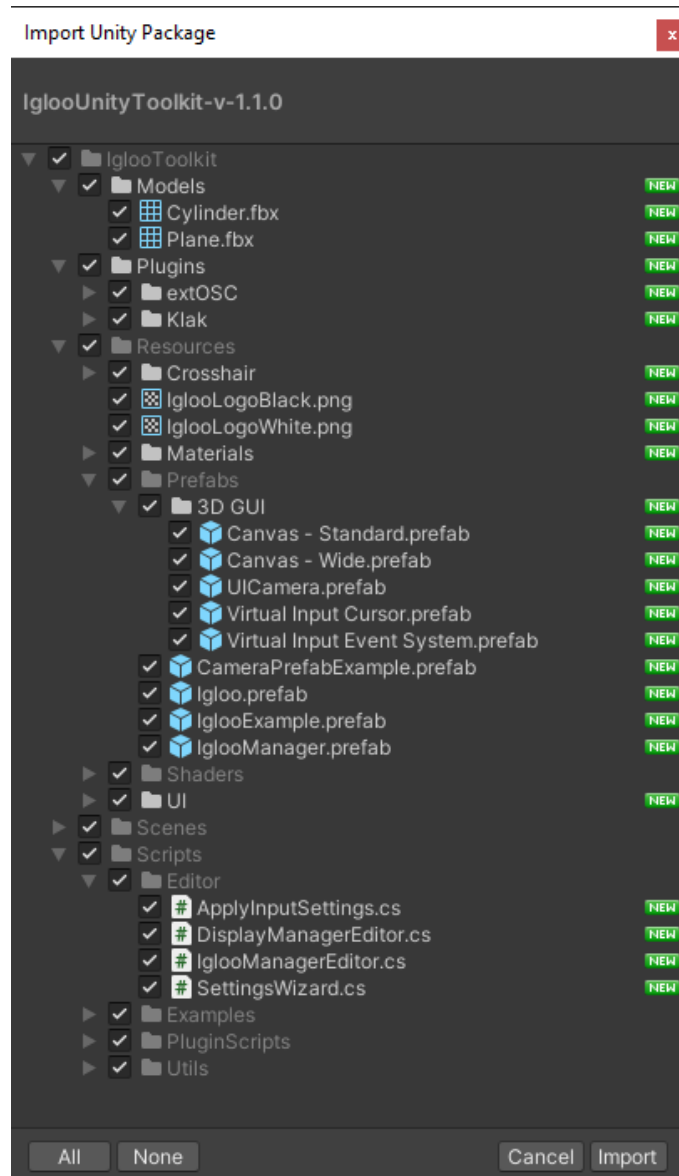 Import Unity Package
x
IglooUnityToolkit-v-1.1.0
IglooToolkit
Models NEW
Cylinder.fbx NEW
Plane.fbx NEW
Plugins NEW
extOSC NEW
Klak NEW
Resources
Crosshair NEW
IglooLogoBlack.png NEW
IglooLogoWhite.png NEW
Materials NEW
Prefabs
3D GUI NEW
Canvas - Standard.prefab NEW
Canvas - Wide.prefab NEW
UICamera.prefab NEW
Virtual Input Cursor.prefab NEW
Virtual Input Event System.prefab NEW
CameraPrefabExample.prefab NEW
Igloo.prefab NEW
IglooExample.prefab NEW
IglooManager.prefab NEW
Shaders
UI NEW
Scenes
Scripts
Editor
# ApplyInputSettings.cs NEW
# DisplayManagerEditor.cs NEW
# IglooManagerEditor.cs NEW
# SettingsWizard.cs NEW
Examples
PluginScripts
Utils
All None Cancel Import